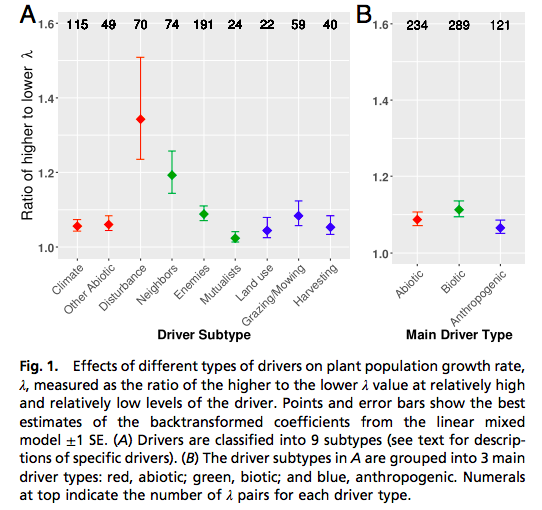 A
115 49 70 74 191 24 22 59 40
Ratio of higher to lower λ
1.6
1.4
1.2
1.0
Climate
Other Abiotic
Disturbance
Neighbors
Enemies
Mutualists
Land use
Grazing/Mowing
Harvesting
Driver Subtype
B
234 289 121
1.6
1.4
1.2
1.0
Abiotic
Biotic
Anthropogenic
Main Driver Type
Fig. 1. Effects of different types of drivers on plant population growth rate,
λ, measured as the ratio of the higher to the lower λ value at relatively high
and relatively low levels of the driver. Points and error bars show the best
estimates of the backtransformed coefficients from the linear mixed
model ±1 SE. (A) Drivers are classified into 9 subtypes (see text for descrip-
tions of specific drivers). (B) The driver subtypes in A are grouped into 3 main
driver types: red, abiotic; green, biotic; and blue, anthropogenic. Numerals
at top indicate the number of λ pairs for each driver type.